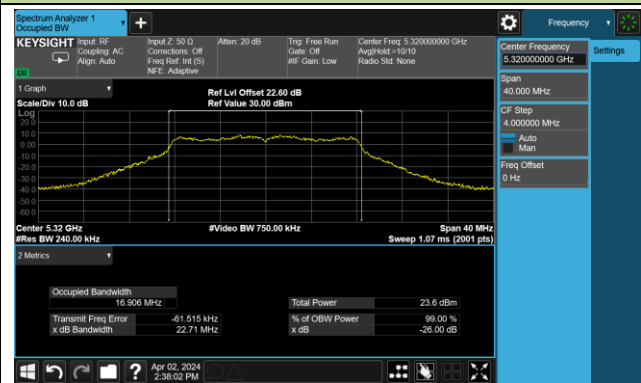 Spectrum Analyzer 1
Occupied BW
+
Frequency
KEYSIGHT Input: RF Input Z: 50 Ω Atten: 20 dB Trig: Free Run Center Freq: 5.320000000 GHz
Coupling: AC Corrections: Off Gate: Off Avg|Hold:>10/10
Align: Auto Freq Ref: Int (S) #IF Gain: Low Radio Std: None
NFE: Adaptive
LXI
Center Frequency
5.320000000 GHz
Settings
Span
40.000 MHz
CF Step
4.000000 MHz
Auto
Man
Freq Offset
0 Hz
1 Graph
Ref Lvl Offset 22.60 dB
Scale/Div 10.0 dB Ref Value 30.00 dBm
Log
20.0
10.0
0.00
-10.0
-20.0
-30.0
-40.0
-50.0
-60.0
Center 5.32 GHz #Video BW 750.00 kHz Span 40 MHz
#Res BW 240.00 kHz Sweep 1.07 ms (2001 pts)
2 Metrics
Occupied Bandwidth
16.906 MHz Total Power 23.6 dBm
Transmit Freq Error -61.515 kHz % of OBW Power 99.00 %
x dB Bandwidth 22.71 MHz x dB -26.00 dB
? Apr 02, 2024
2:38:02 PM